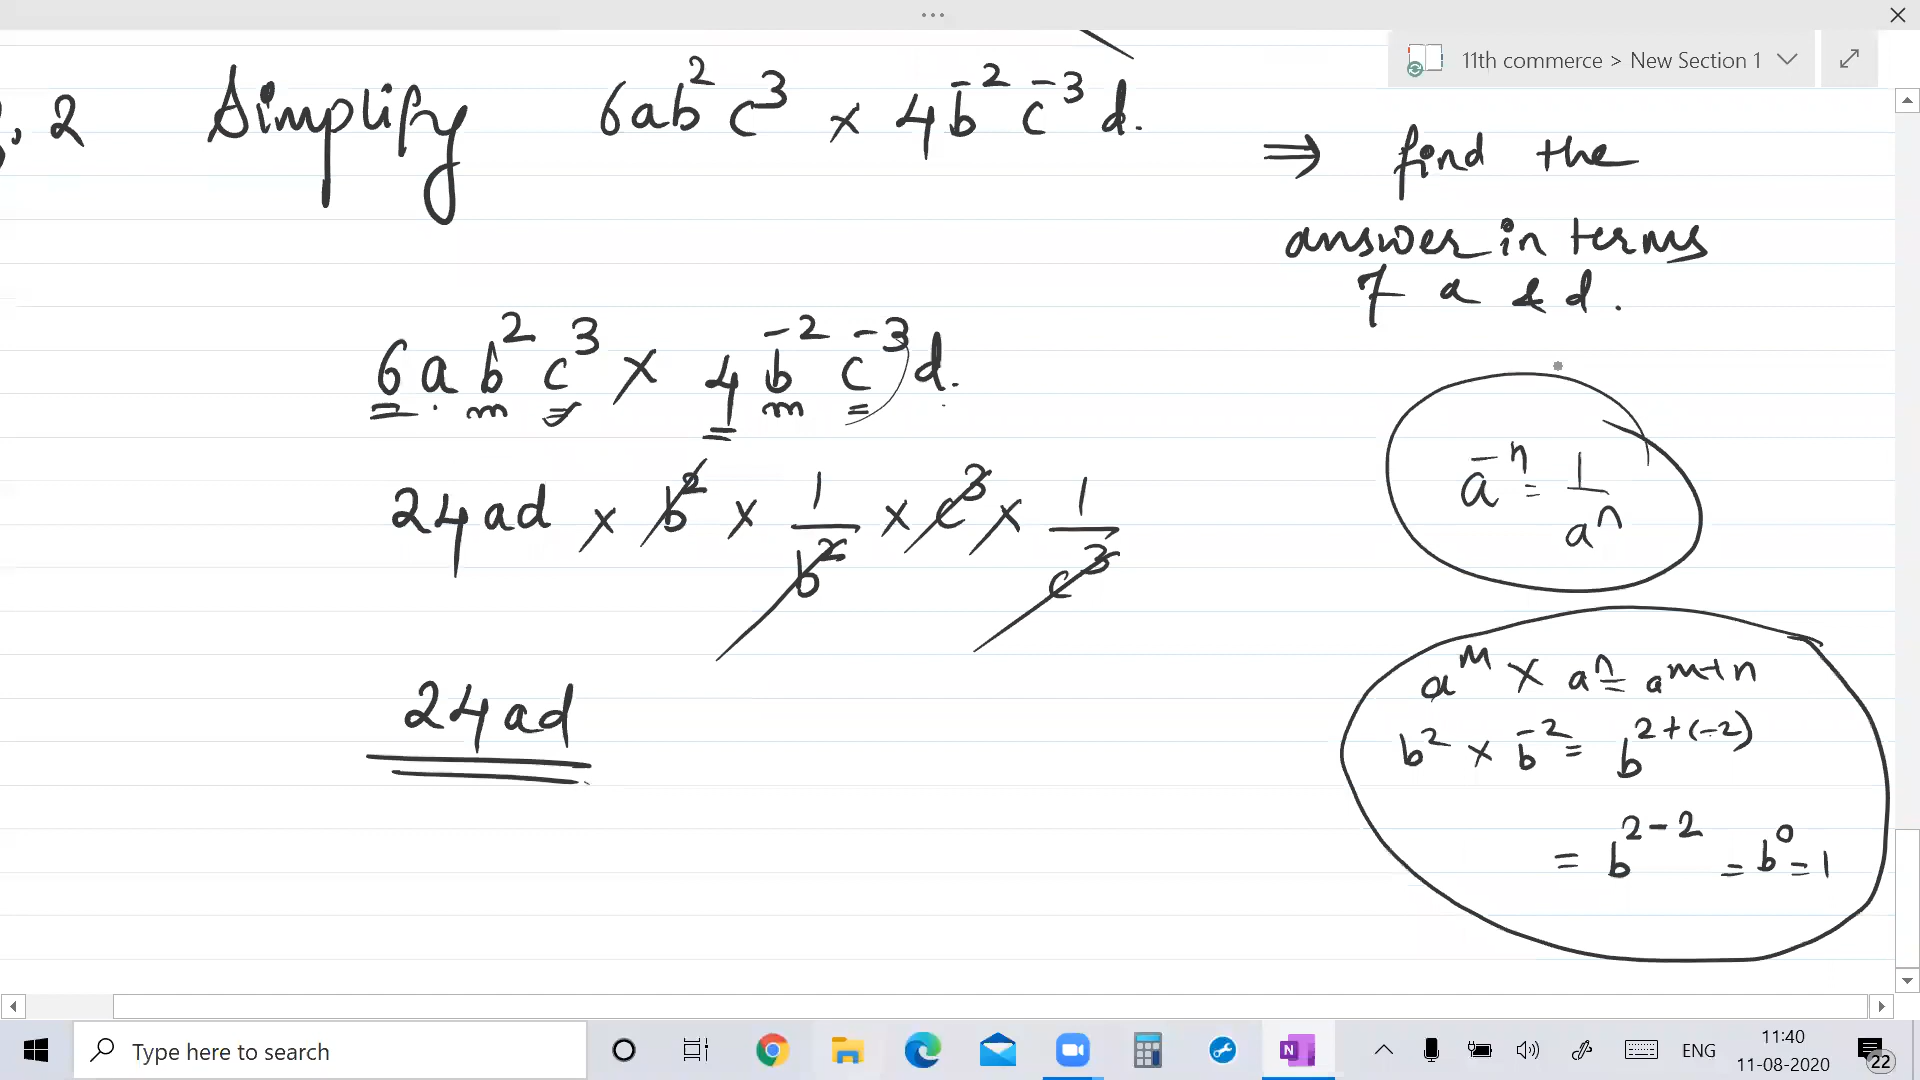 11th commerce > New Section 1
. 2 Simplify 6ab²c³ × 4b⁻²c⁻³d.
⇒ find the
answer in terms
of a & d.
6ab²c³ × 4b⁻²c⁻³d.
24ad × b² × 1/b² × c³ × 1/c³
24ad
a⁻ⁿ = 1/aⁿ
aᵐ × aⁿ = aᵐ⁺ⁿ
b² × b⁻² = b²⁺⁽⁻²⁾
= b²⁻² = b⁰ = 1
Type here to search
ENG
11:40
11-08-2020
22